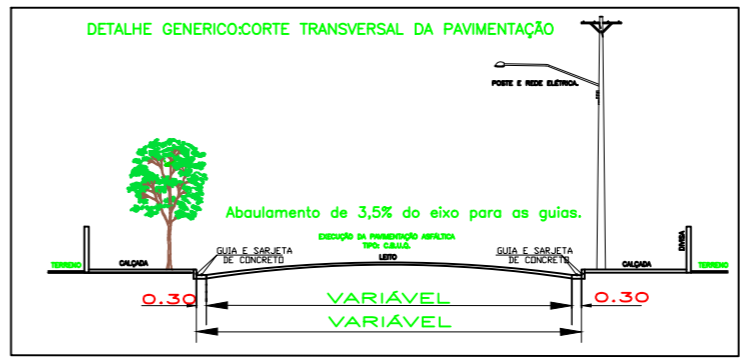 DETALHE GENERICO:CORTE TRANSVERSAL DA PAVIMENTAÇÃO
POSTE E REDE ELÉTRICA.
Abaulamento de 3,5% do eixo para as guias.
EXECUÇÃO DA PAVIMENTAÇÃO ASFÁLTICA
TIPO: C.B.U.Q.
GUIA E SARJETA
DE CONCRETO
LEITO
GUIA E SARJETA
DE CONCRETO
DIVISA
TERRENO
CALÇADA
CALÇADA
TERRENO
0.30
VARIÁVEL
0.30
VARIÁVEL